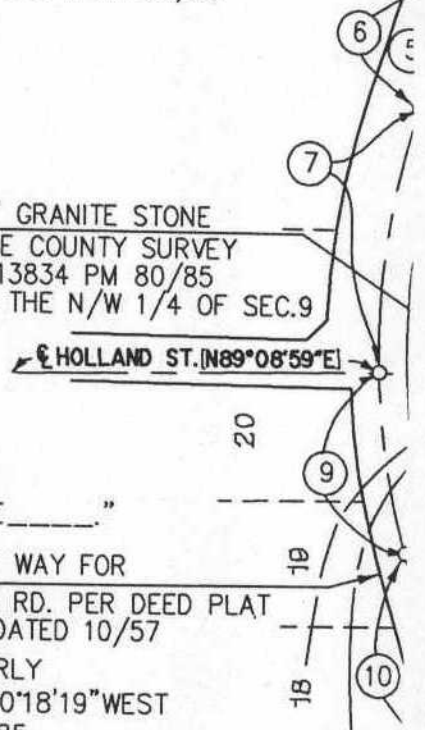 6
5
7
GRANITE STONE
E COUNTY SURVEY
13834 PM 80/85
THE N/W 1/4 OF SEC.9
℄ HOLLAND ST.[N89°08'59"E]
20
9
_____."
WAY FOR
19
RD. PER DEED PLAT
DATED 10/57
RLY
0°18'19"WEST
18
10